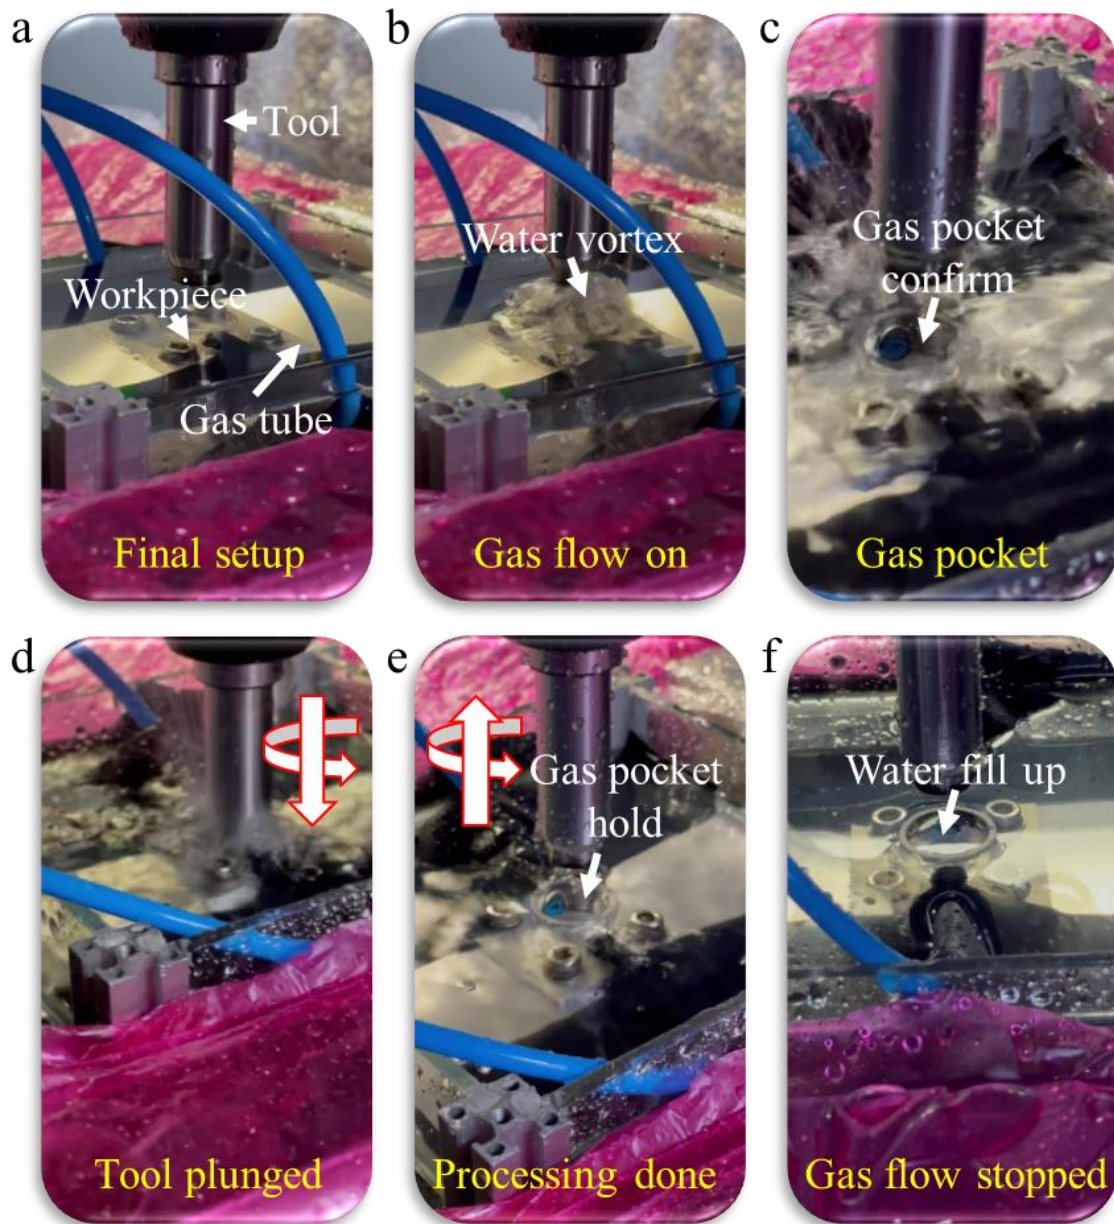 a
Tool
Workpiece
Gas tube
Final setup
b
Water vortex
Gas flow on
c
Gas pocket
confirm
Gas pocket
d
Tool plunged
e
Gas pocket
hold
Processing done
f
Water fill up
Gas flow stopped